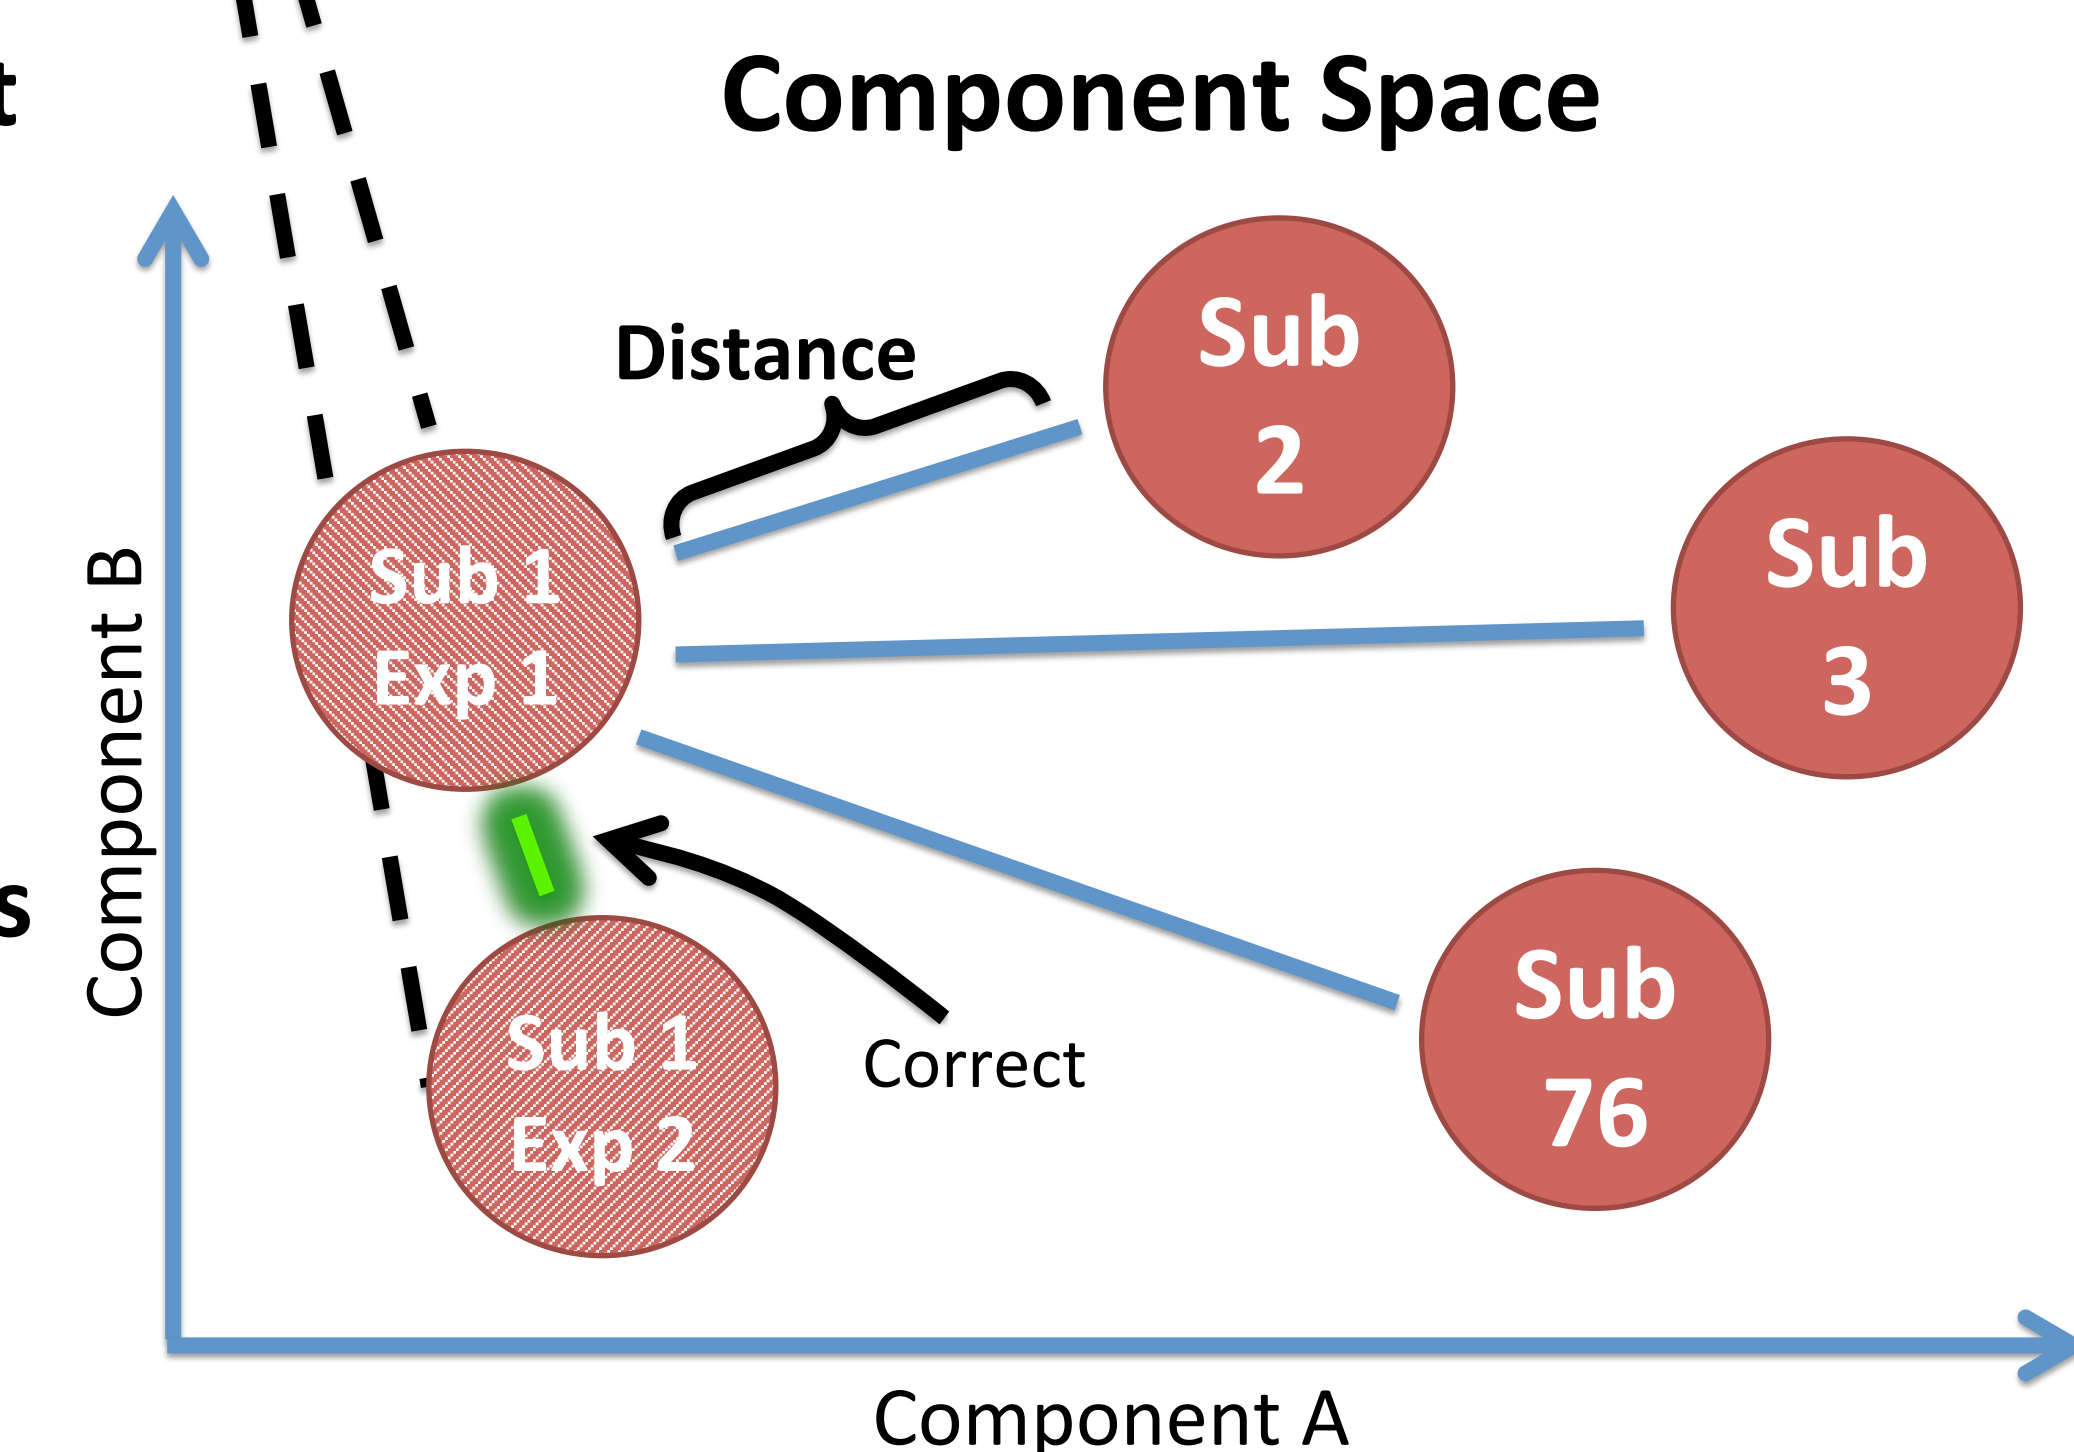 t
Component Space
Distance
Sub
2
Sub
3
Sub 1
Exp 1
Component B
s
Sub
76
Sub 1
Exp 2
Correct
Component A